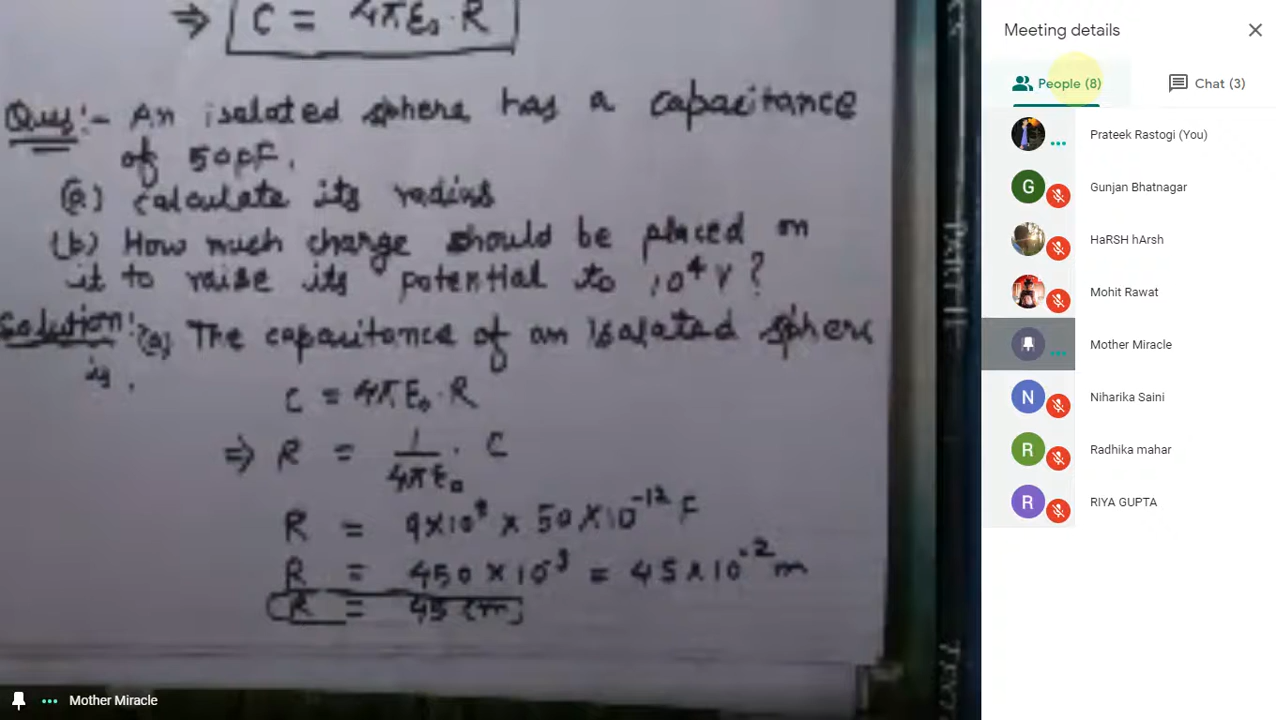 ⇒ C = 4πε₀·R
Ques:- An isolated sphere has a capacitance
of 50pF.
(a) calculate its radius
(b) How much charge should be placed on
it to raise its potential to 10⁴ V?
Solution:- (a) The capacitance of an isolated sphere
is.
C = 4πε₀·R
⇒ R = 1/4πε₀ · C
R = 9×10⁹ × 50×10⁻¹² F
R = 450×10⁻³ = 45×10⁻² m
R = 45 cm
Mother Miracle
Meeting details
People (8)
Chat (3)
Prateek Rastogi (You)
G Gunjan Bhatnagar
HaRSH hArsh
Mohit Rawat
Mother Miracle
N Niharika Saini
R Radhika mahar
R RIYA GUPTA